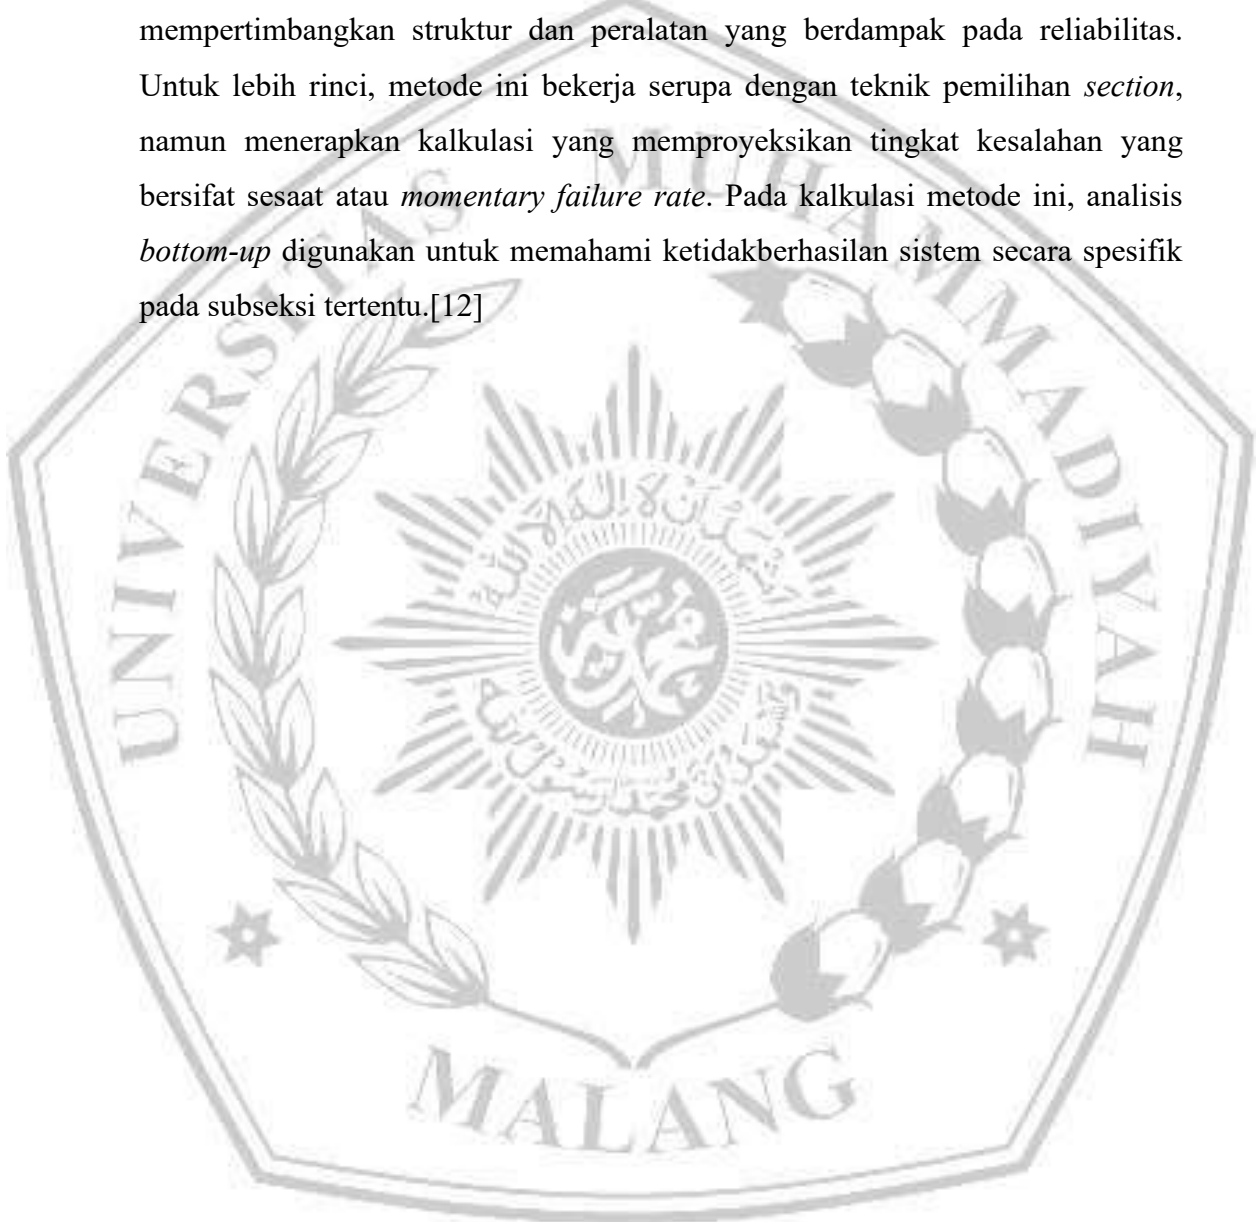 mempertimbangkan struktur dan peralatan yang berdampak pada reliabilitas.
Untuk lebih rinci, metode ini bekerja serupa dengan teknik pemilihan section,
namun menerapkan kalkulasi yang memproyeksikan tingkat kesalahan yang
bersifat sesaat atau momentary failure rate. Pada kalkulasi metode ini, analisis
bottom-up digunakan untuk memahami ketidakberhasilan sistem secara spesifik
pada subseksi tertentu.[12]
UNIVERSITAS MUHAMMADIYAH
MALANG